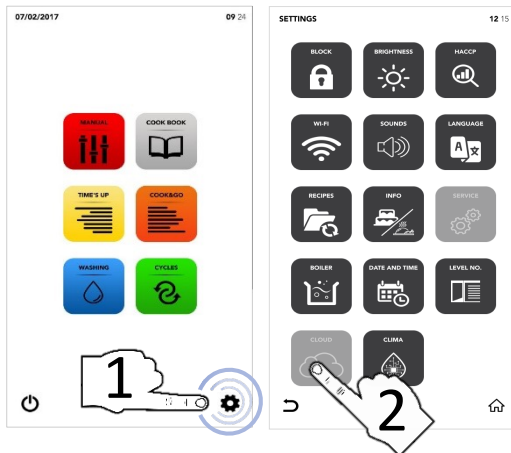 07/02/2017
09 24
MANUAL
COOK BOOK
TIME'S UP
COOK&GO
WASHING
CYCLES
1
SETTINGS
12 15
BLOCK
BRIGHTNESS
HACCP
WI-FI
SOUNDS
LANGUAGE
A
文
RECIPES
INFO
SERVICE
BOILER
DATE AND TIME
LEVEL NO.
CLOUD
CLIMA
2